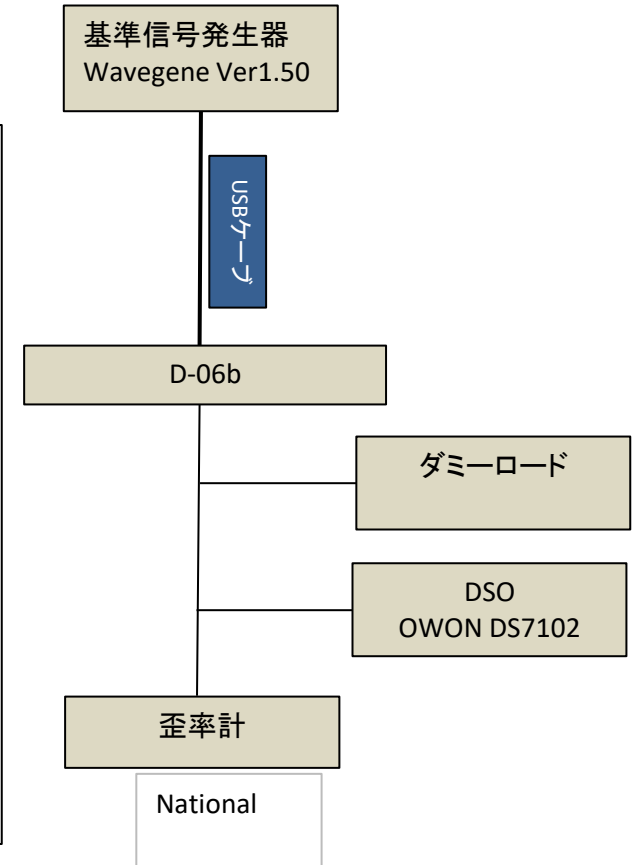 基準信号発生器
Wavegene Ver1.50
USBケーブ
D-06b
ダミーロード
DSO
OWON DS7102
歪率計
National